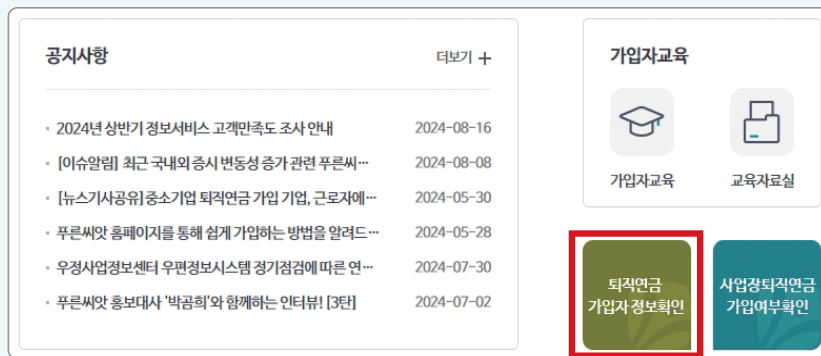 공지사항
더보기 +
2024년 상반기 정보서비스 고객만족도 조사 안내 2024-08-16
[이슈알림] 최근 국내외 증시 변동성 증가 관련 푸른씨··· 2024-08-08
[뉴스기사공유] 중소기업 퇴직연금 가입 기업, 근로자에··· 2024-05-30
푸른씨앗 홈페이지를 통해 쉽게 가입하는 방법을 알려드··· 2024-05-28
우정사업정보센터 우편정보시스템 정기점검에 따른 연··· 2024-07-30
푸른씨앗 홍보대사 '박곰희'와 함께하는 인터뷰! [3탄] 2024-07-02
가입자교육
가입자교육
교육자료실
퇴직연금
가입자 정보확인
사업장퇴직연금
가입여부확인